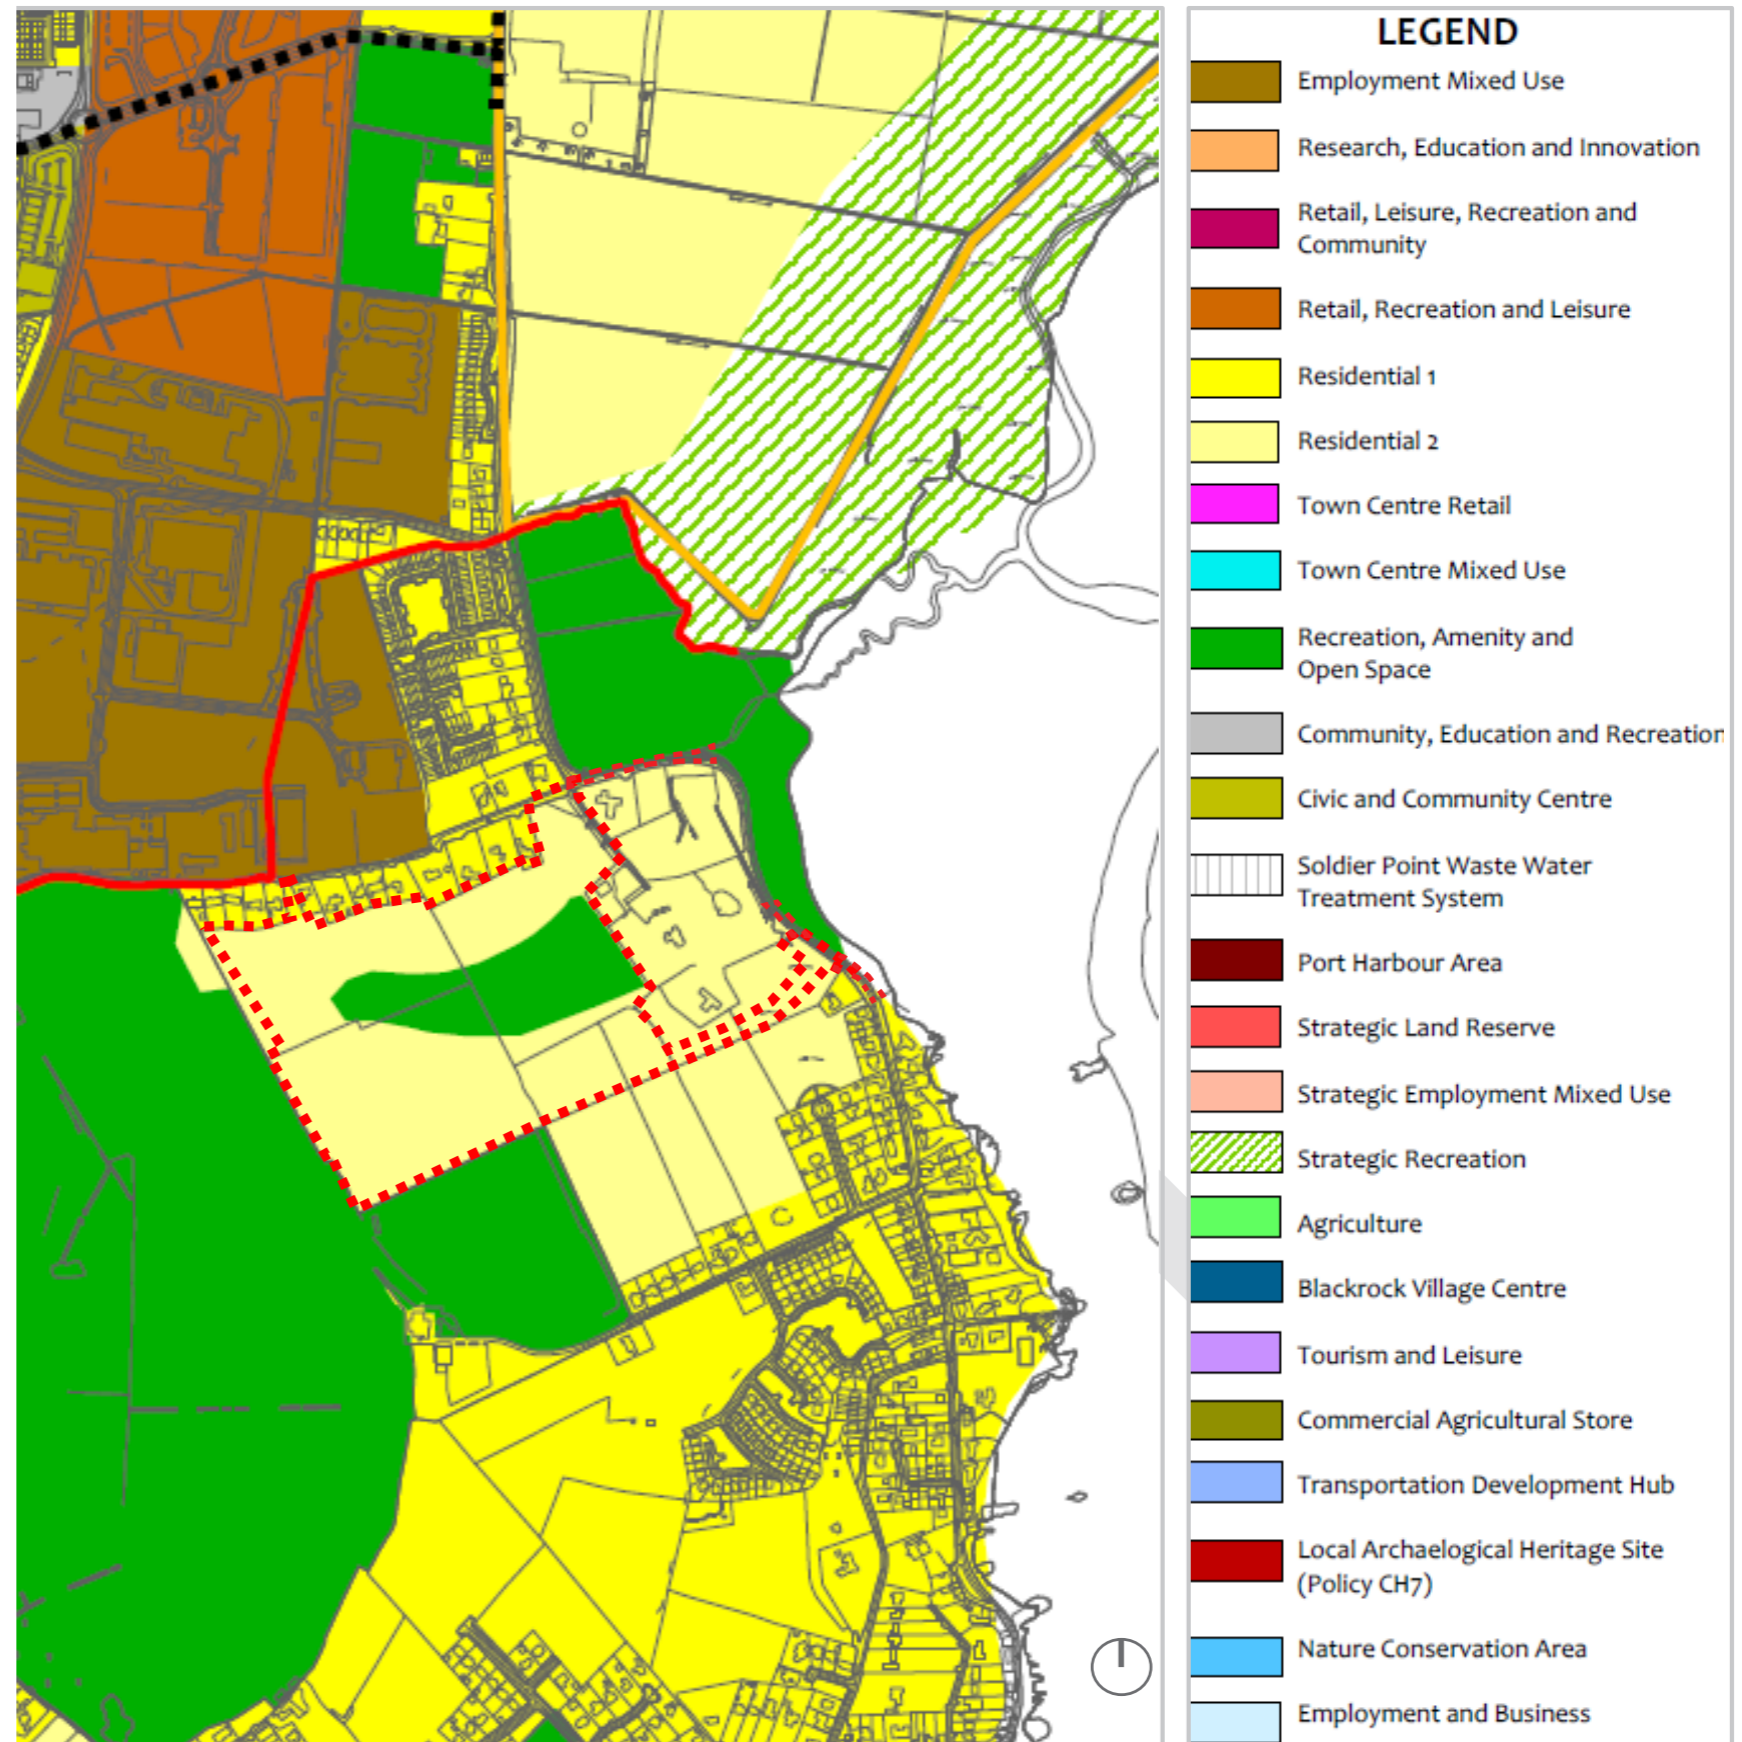 LEGEND
Employment Mixed Use
Research, Education and Innovation
Retail, Leisure, Recreation and
Community
Retail, Recreation and Leisure
Residential 1
Residential 2
Town Centre Retail
Town Centre Mixed Use
Recreation, Amenity and
Open Space
Community, Education and Recreation
Civic and Community Centre
Soldier Point Waste Water
Treatment System
Port Harbour Area
Strategic Land Reserve
Strategic Employment Mixed Use
Strategic Recreation
Agriculture
Blackrock Village Centre
Tourism and Leisure
Commercial Agricultural Store
Transportation Development Hub
Local Archaelogical Heritage Site
(Policy CH7)
Nature Conservation Area
Employment and Business